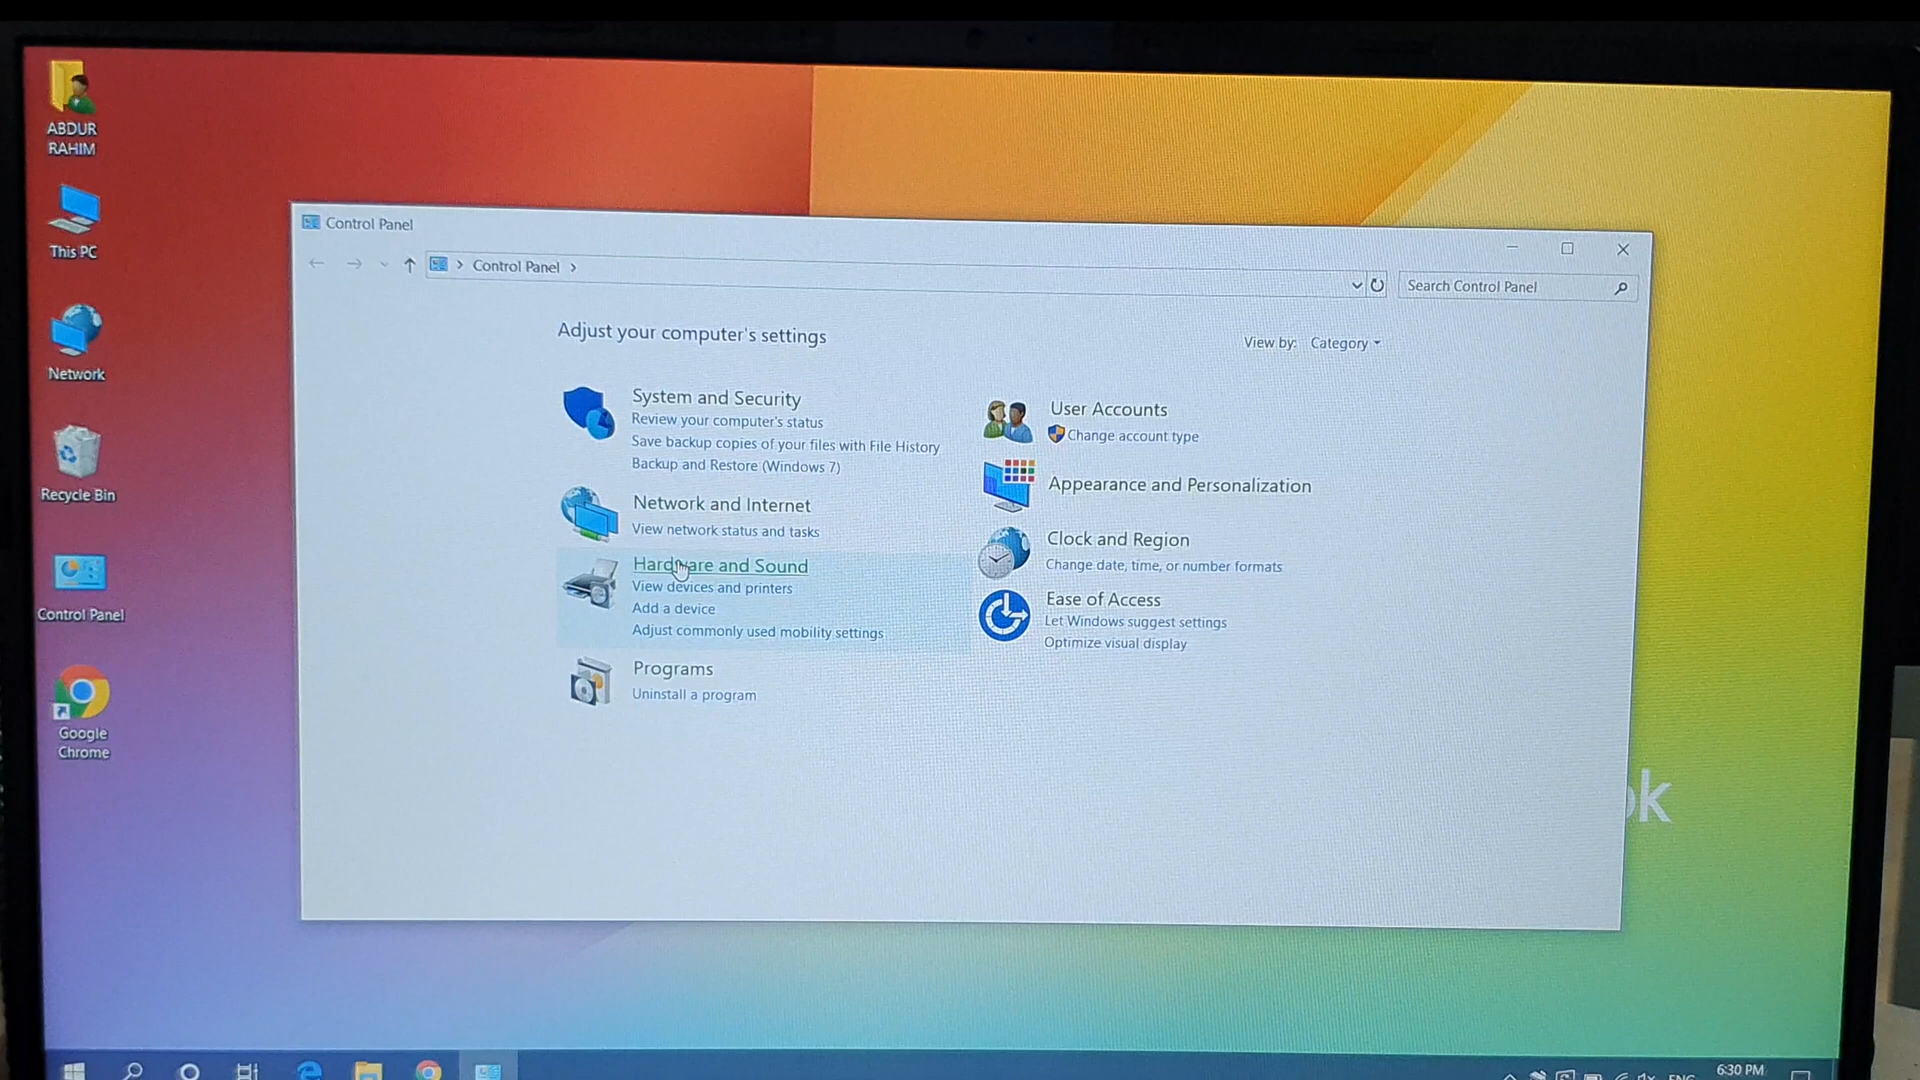 ABDUR
RAHIM
This PC
Network
Recycle Bin
Control Panel
Google
Chrome
Control Panel
Control Panel
Search Control Panel
Adjust your computer's settings
View by: Category
System and Security
Review your computer's status
Save backup copies of your files with File History
Backup and Restore (Windows 7)
Network and Internet
View network status and tasks
Hardware and Sound
View devices and printers
Add a device
Adjust commonly used mobility settings
Programs
Uninstall a program
User Accounts
Change account type
Appearance and Personalization
Clock and Region
Change date, time, or number formats
Ease of Access
Let Windows suggest settings
Optimize visual display
ok
ENG
6:30 PM